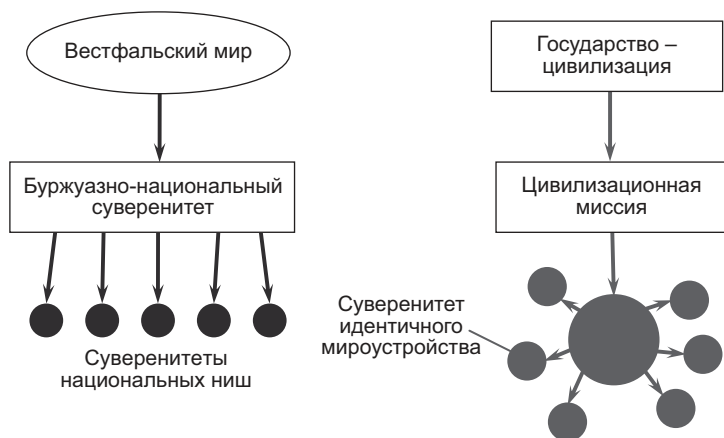 Вестфальский мир
Буржуазно-национальный
суверенитет
Суверенитеты
национальных ниш
Государство –
цивилизация
Цивилизационная
миссия
Суверенитет
идентичного
мироустройства